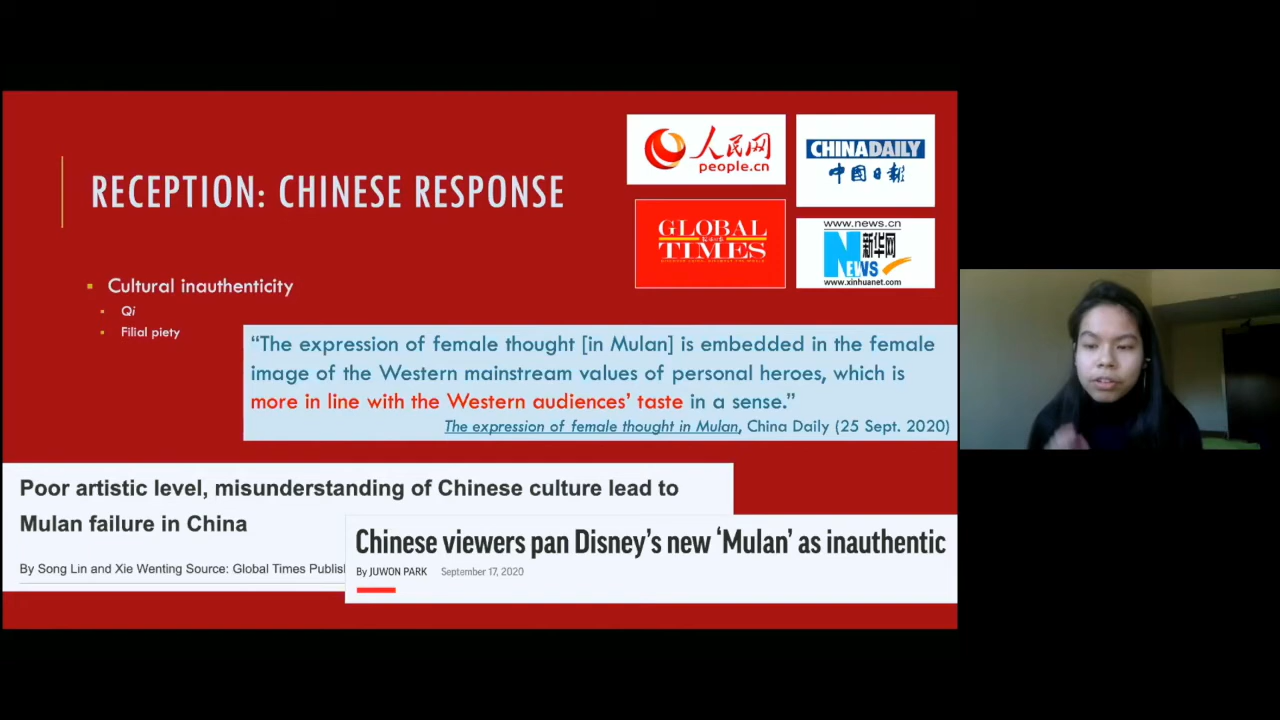 RECEPTION: CHINESE RESPONSE
人民网
people.cn
CHINADAILY
中国日报
GLOBAL
TIMES
www.news.cn
NEWS
新华网
www.xinhuanet.com
Cultural inauthenticity
Qi
Filial piety
“The expression of female thought [in Mulan] is embedded in the female
image of the Western mainstream values of personal heroes, which is
more in line with the Western audiences’ taste in a sense.”
The expression of female thought in Mulan, China Daily (25 Sept. 2020)
Poor artistic level, misunderstanding of Chinese culture lead to
Mulan failure in China
By Song Lin and Xie Wenting Source: Global Times Publish
Chinese viewers pan Disney’s new ‘Mulan’ as inauthentic
By JUWON PARK September 17, 2020